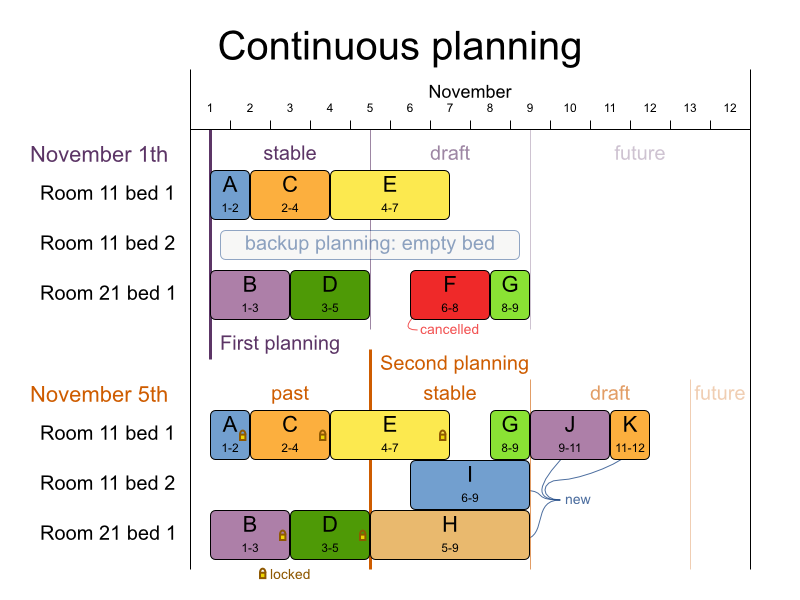 Continuous planning
November
1 2 3 4 5 6 7 8 9 10 11 12 13 12
November 1th
stable draft future
Room 11 bed 1
A C E
1-2 2-4 4-7
Room 11 bed 2
backup planning: empty bed
Room 21 bed 1
B D F G
1-3 3-5 6-8 8-9
cancelled
First planning
Second planning
November 5th
past stable draft future
Room 11 bed 1
A C E G J K
1-2 2-4 4-7 8-9 9-11 11-12
Room 11 bed 2
I
6-9
new
Room 21 bed 1
B D H
1-3 3-5 5-9
locked